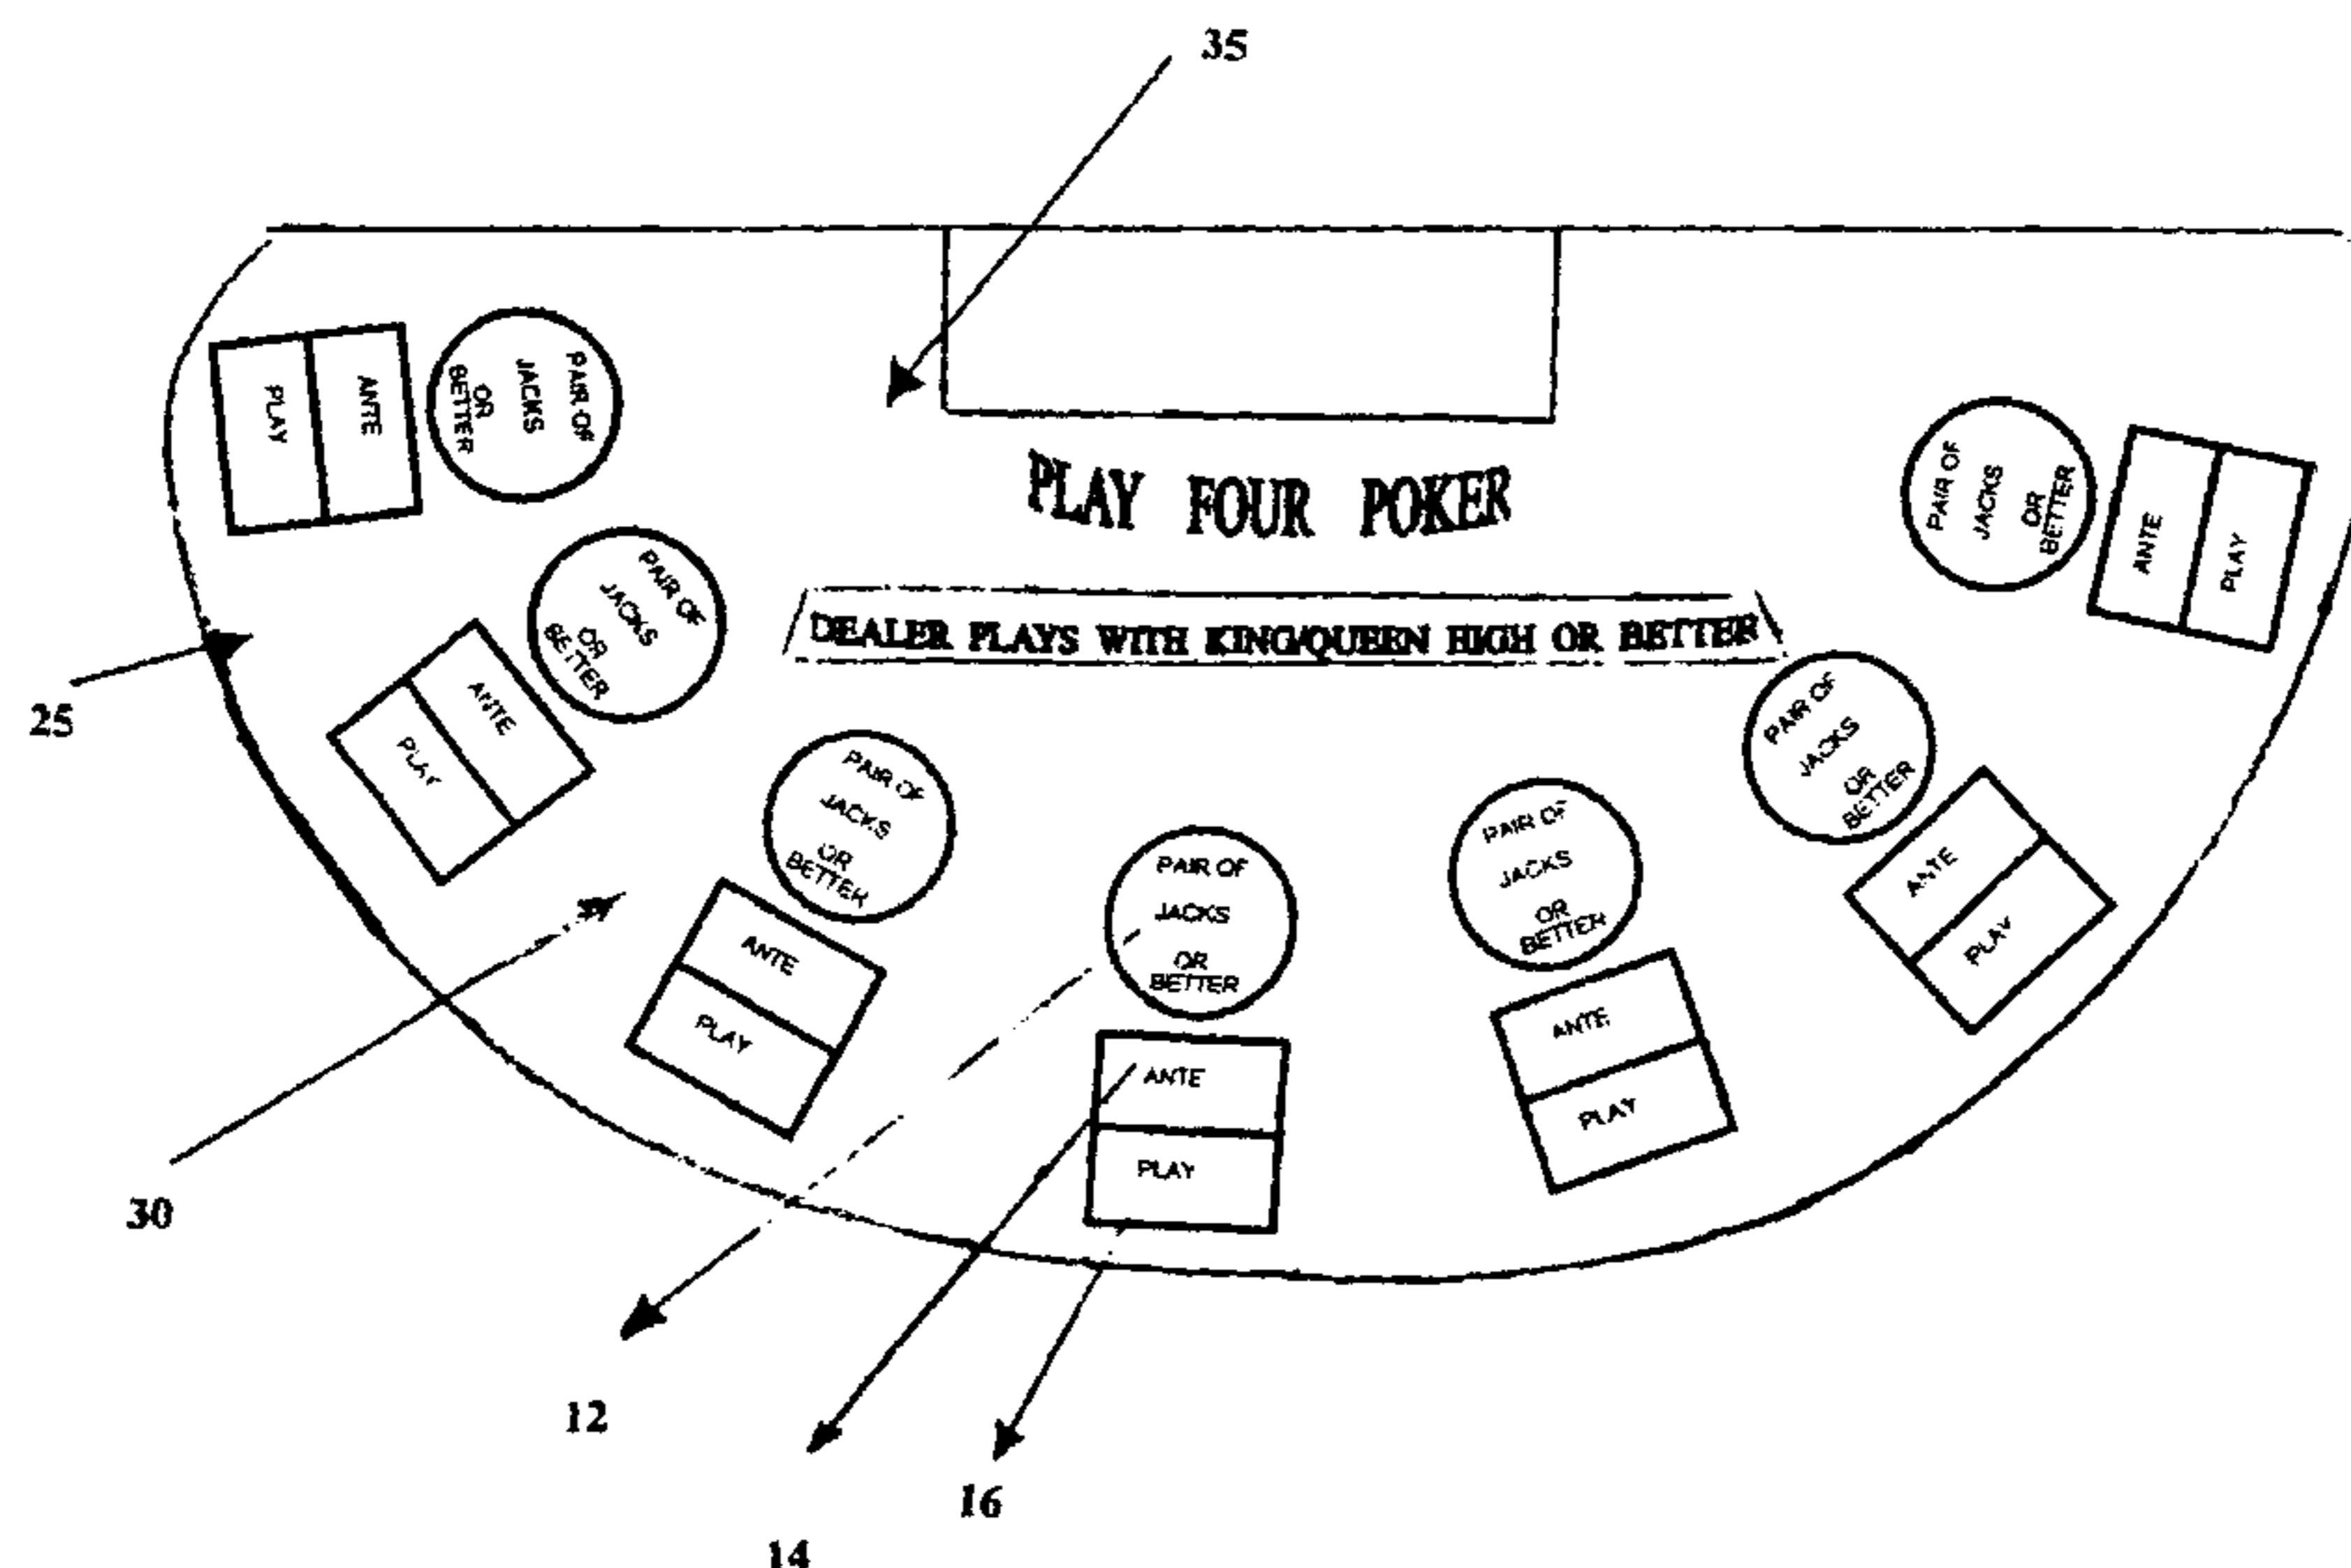 35
PLAY FOUR POKER
DEALER PLAYS WITH KING/QUEEN HIGH OR BETTER
PAIR OF
JACKS
OR
BETTER
ANTE
PLAY
PAIR OF
JACKS
OR
BETTER
ANTE
PLAY
PAIR OF
JACKS
OR
BETTER
ANTE
PLAY
PAIR OF
JACKS
OR
BETTER
ANTE
PLAY
PAIR OF
JACKS
OR
BETTER
ANTE
PLAY
PAIR OF
JACKS
OR
BETTER
ANTE
PLAY
PAIR OF
JACKS
OR
BETTER
ANTE
PLAY
25
30
12
16
14